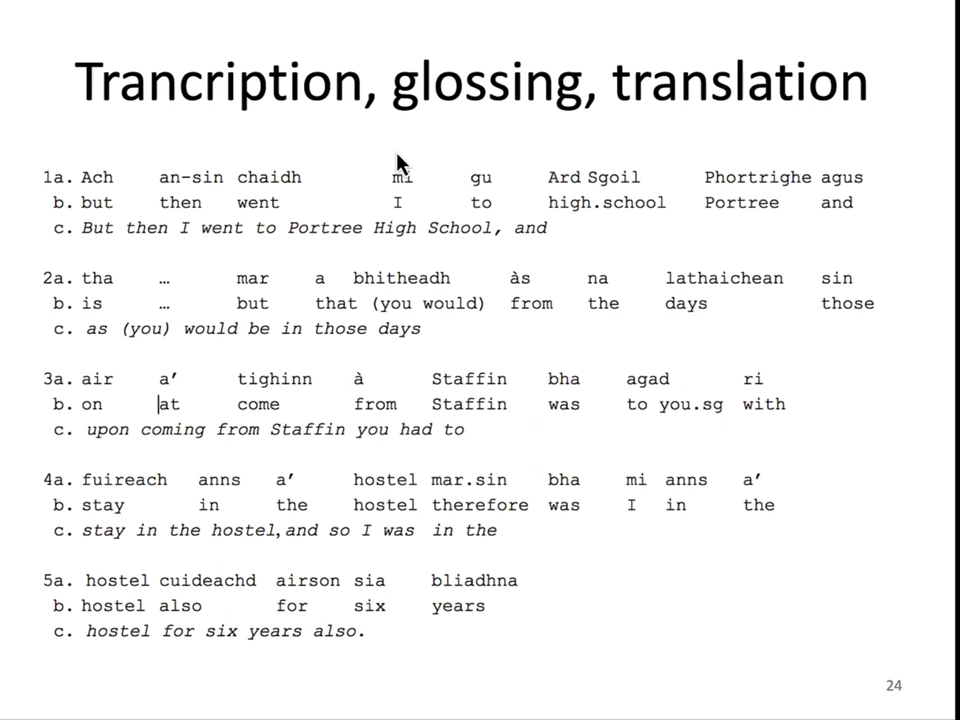 Trancription, glossing, translation
1a. Ach an-sin chaidh mi gu Ard Sgoil Phortrighe agus
b. but then went I to high.school Portree and
c. But then I went to Portree High School, and
2a. tha … mar a bhitheadh às na lathaichean sin
b. is … but that (you would) from the days those
c. as (you) would be in those days
3a. air a’ tighinn à Staffin bha agad ri
b. on at come from Staffin was to you.sg with
c. upon coming from Staffin you had to
4a. fuireach anns a’ hostel mar.sin bha mi anns a’
b. stay in the hostel therefore was I in the
c. stay in the hostel, and so I was in the
5a. hostel cuideachd airson sia bliadhna
b. hostel also for six years
c. hostel for six years also.
24